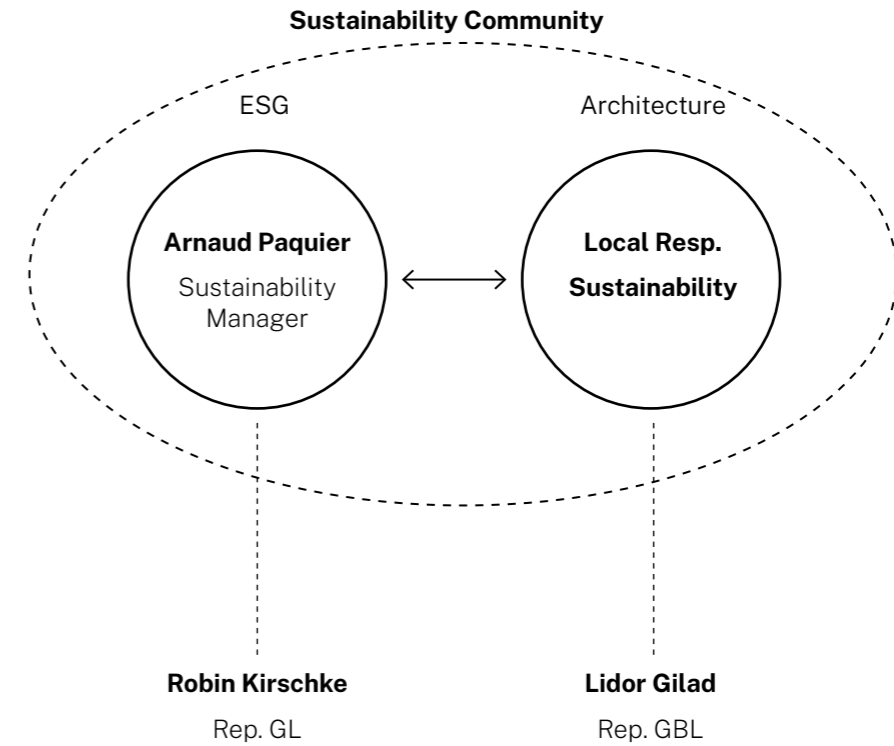 Sustainability Community
ESG
Architecture
Arnaud Paquier
Sustainability
Manager
Local Resp.
Sustainability
Robin Kirschke
Rep. GL
Lidor Gilad
Rep. GBL